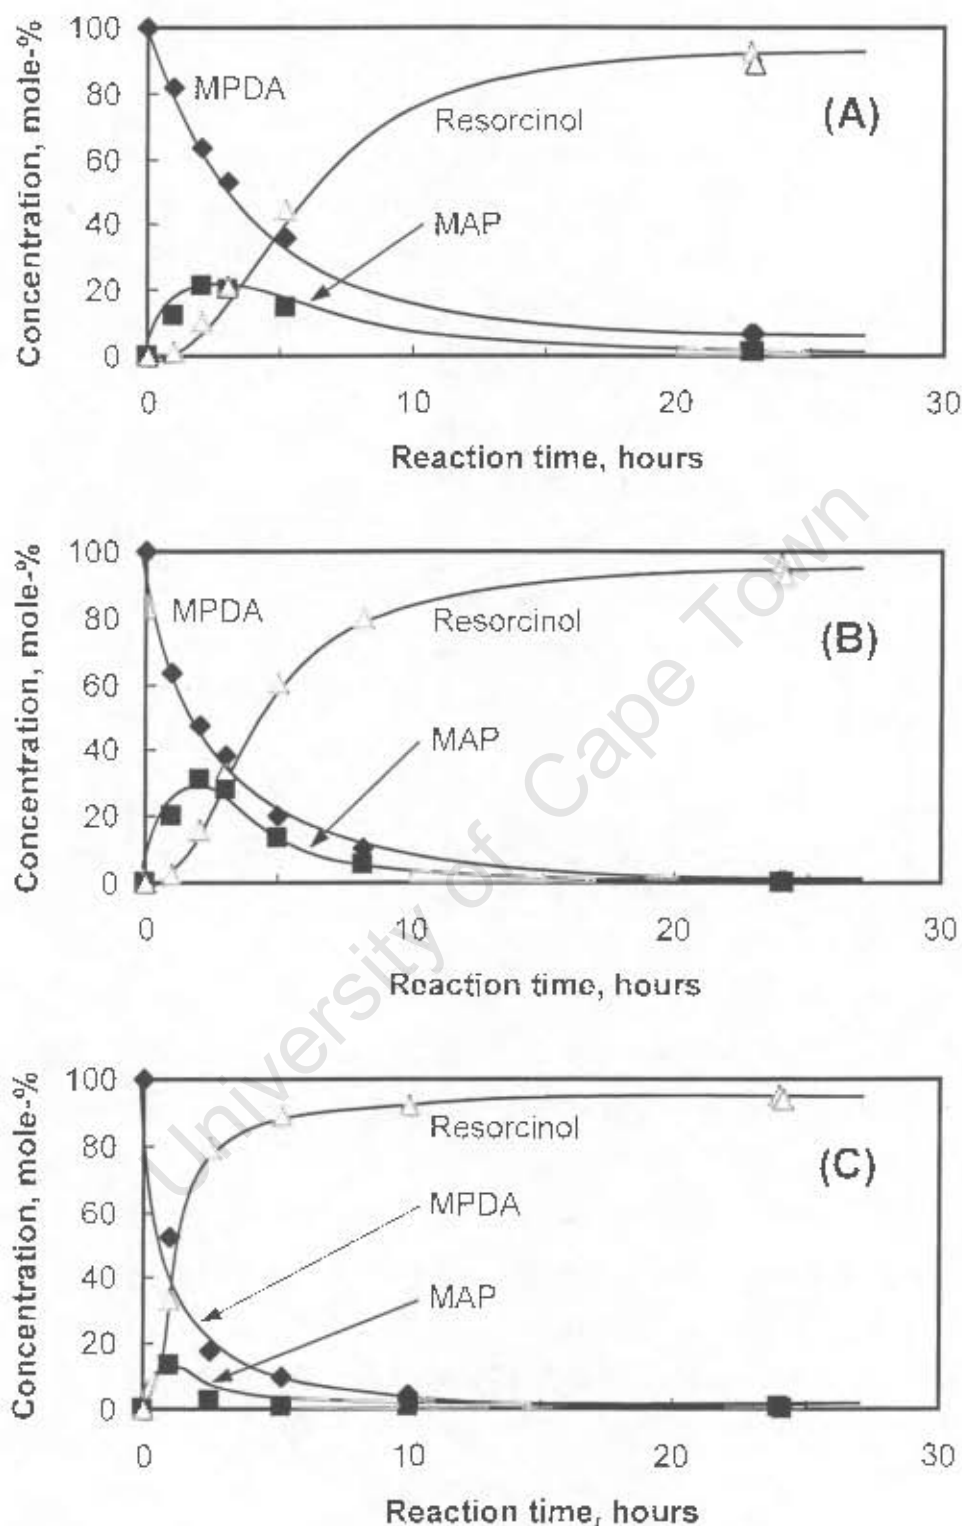 Concentration, mole-%
100
80
60
40
20
0
MPDA
Resorcinol
MAP
(A)
0
10
20
30
Reaction time, hours
Concentration, mole-%
100
80
60
40
20
0
MPDA
Resorcinol
MAP
(B)
0
10
20
30
Reaction time, hours
Concentration, mole-%
100
80
60
40
20
0
Resorcinol
MPDA
MAP
(C)
0
10
20
30
Reaction time, hours
University of Cape Town